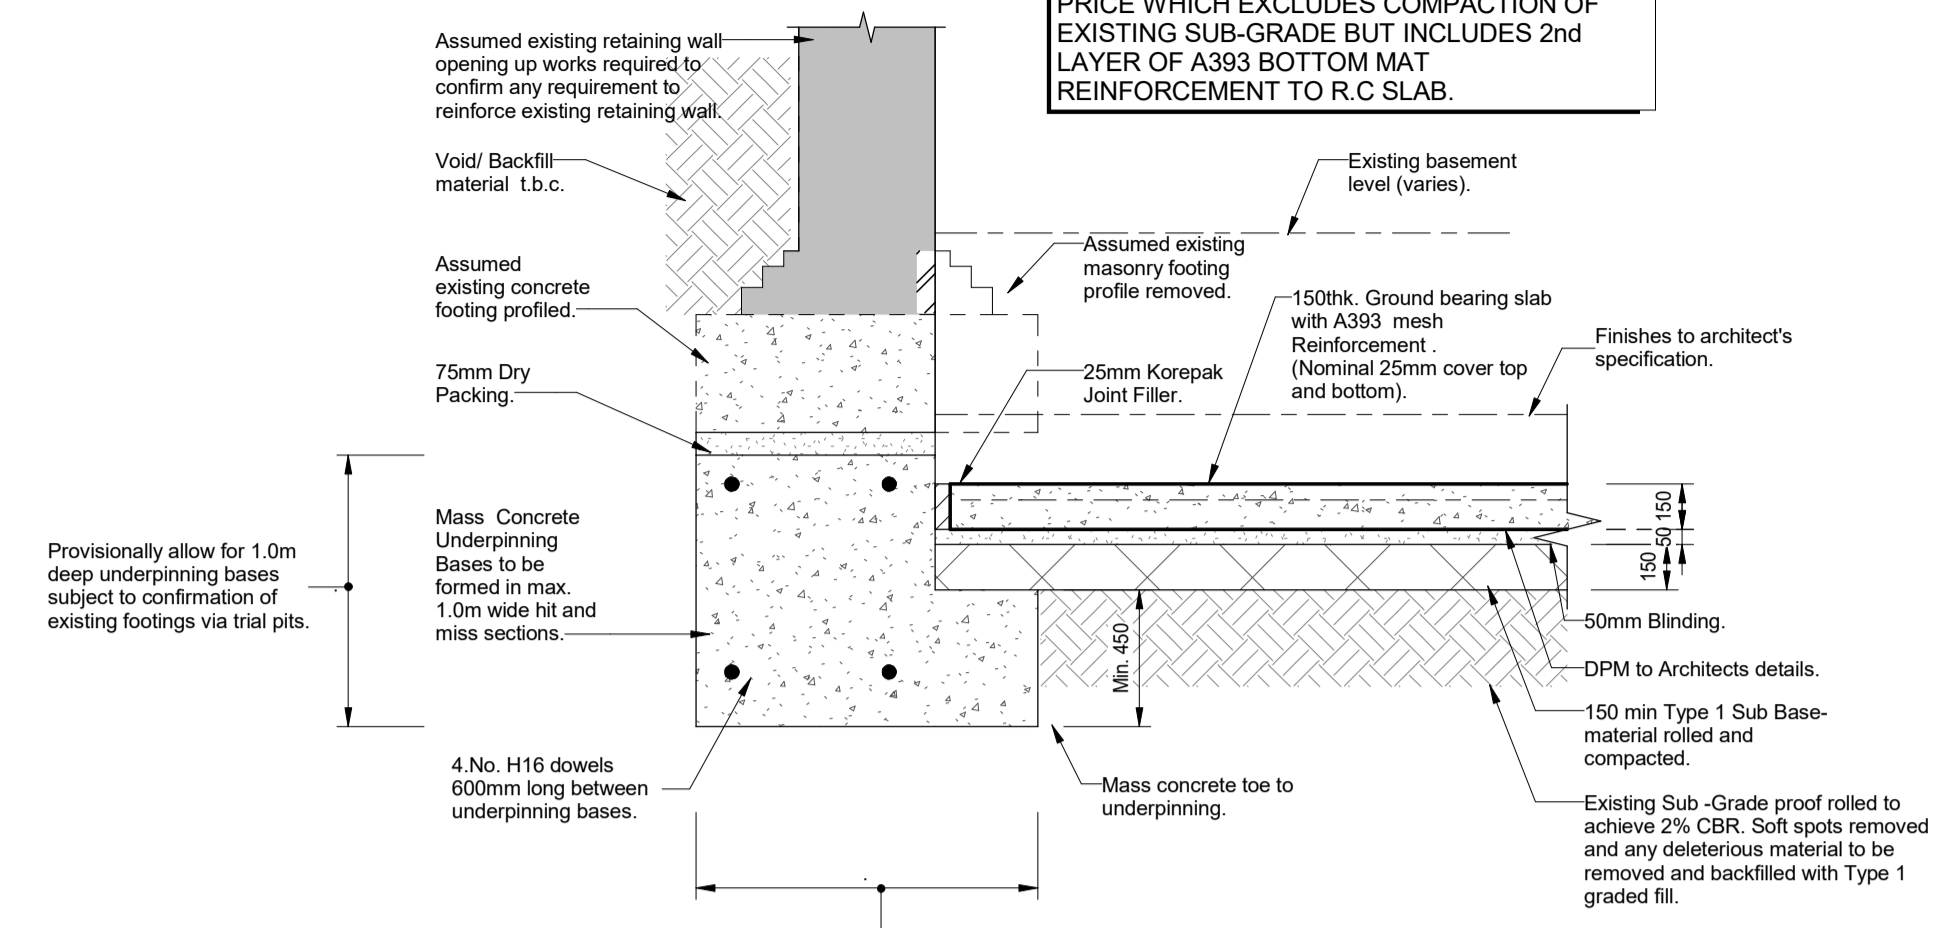 PRICE WHICH EXCLUDES COMPACTION OF
EXISTING SUB-GRADE BUT INCLUDES 2nd
LAYER OF A393 BOTTOM MAT
REINFORCEMENT TO R.C SLAB.
Assumed existing retaining wall
opening up works required to
confirm any requirement to
reinforce existing retaining wall.
Void/ Backfill
material t.b.c.
Existing basement
level (varies).
Assumed
existing concrete
footing profiled.
Assumed existing
masonry footing
profile removed.
150thk. Ground bearing slab
with A393 mesh
Reinforcement .
(Nominal 25mm cover top
and bottom).
Finishes to architect's
specification.
75mm Dry
Packing.
25mm Korepak
Joint Filler.
Mass Concrete
Underpinning
Bases to be
formed in max.
1.0m wide hit and
miss sections.
Provisionally allow for 1.0m
deep underpinning bases
subject to confirmation of
existing footings via trial pits.
150
50
150
Min. 450
50mm Blinding.
DPM to Architects details.
150 min Type 1 Sub Base-
material rolled and
compacted.
4.No. H16 dowels
600mm long between
underpinning bases.
Mass concrete toe to
underpinning.
Existing Sub -Grade proof rolled to
achieve 2% CBR. Soft spots removed
and any deleterious material to be
removed and backfilled with Type 1
graded fill.